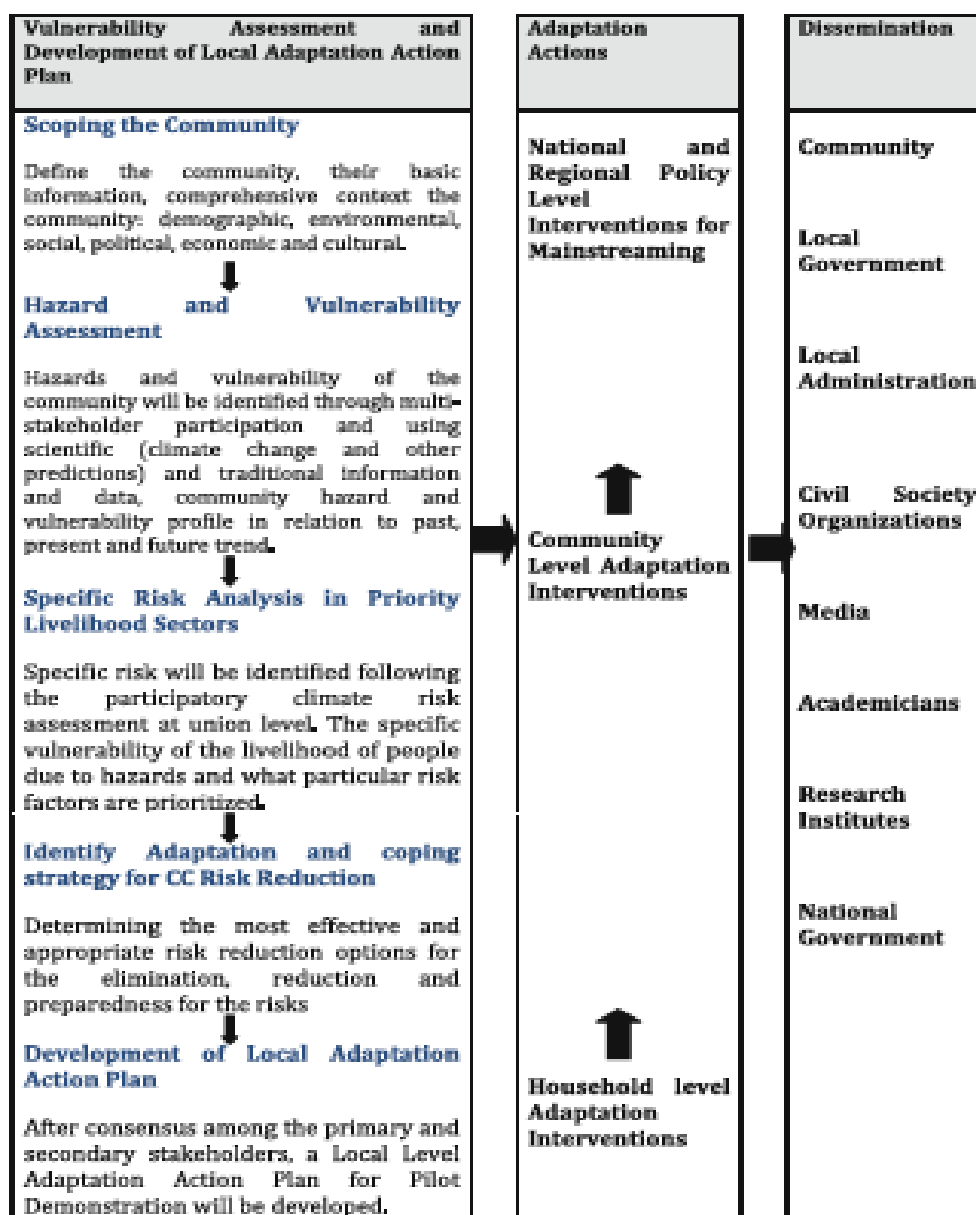 Vulnerability Assessment and
Development of Local Adaptation Action
Plan
Scoping the Community
Define the community, their basic
information, comprehensive context the
community: demographic, environmental,
social, political, economic and cultural.
Hazard and Vulnerability
Assessment
Hazards and vulnerability of the
community will be identified through multi-
stakeholder participation and using
scientific (climate change and other
predictions) and traditional information
and data, community hazard and
vulnerability profile in relation to past,
present and future trend.
Specific Risk Analysis in Priority
Livelihood Sectors
Specific risk will be identified following
the participatory climate risk
assessment at union level. The specific
vulnerability of the livelihood of people
due to hazards and what particular risk
factors are prioritized.
Identify Adaptation and coping
strategy for CC Risk Reduction
Determining the most effective and
appropriate risk reduction options for
the elimination, reduction and
preparedness for the risks
Development of Local Adaptation
Action Plan
After consensus among the primary and
secondary stakeholders, a Local Level
Adaptation Action Plan for Pilot
Demonstration will be developed.
Adaptation
Actions
National and
Regional Policy
Level
Interventions for
Mainstreaming
Community
Level Adaptation
Interventions
Household level
Adaptation
Interventions
Dissemination
Community
Local
Government
Local
Administration
Civil Society
Organizations
Media
Academicians
Research
Institutes
National
Government